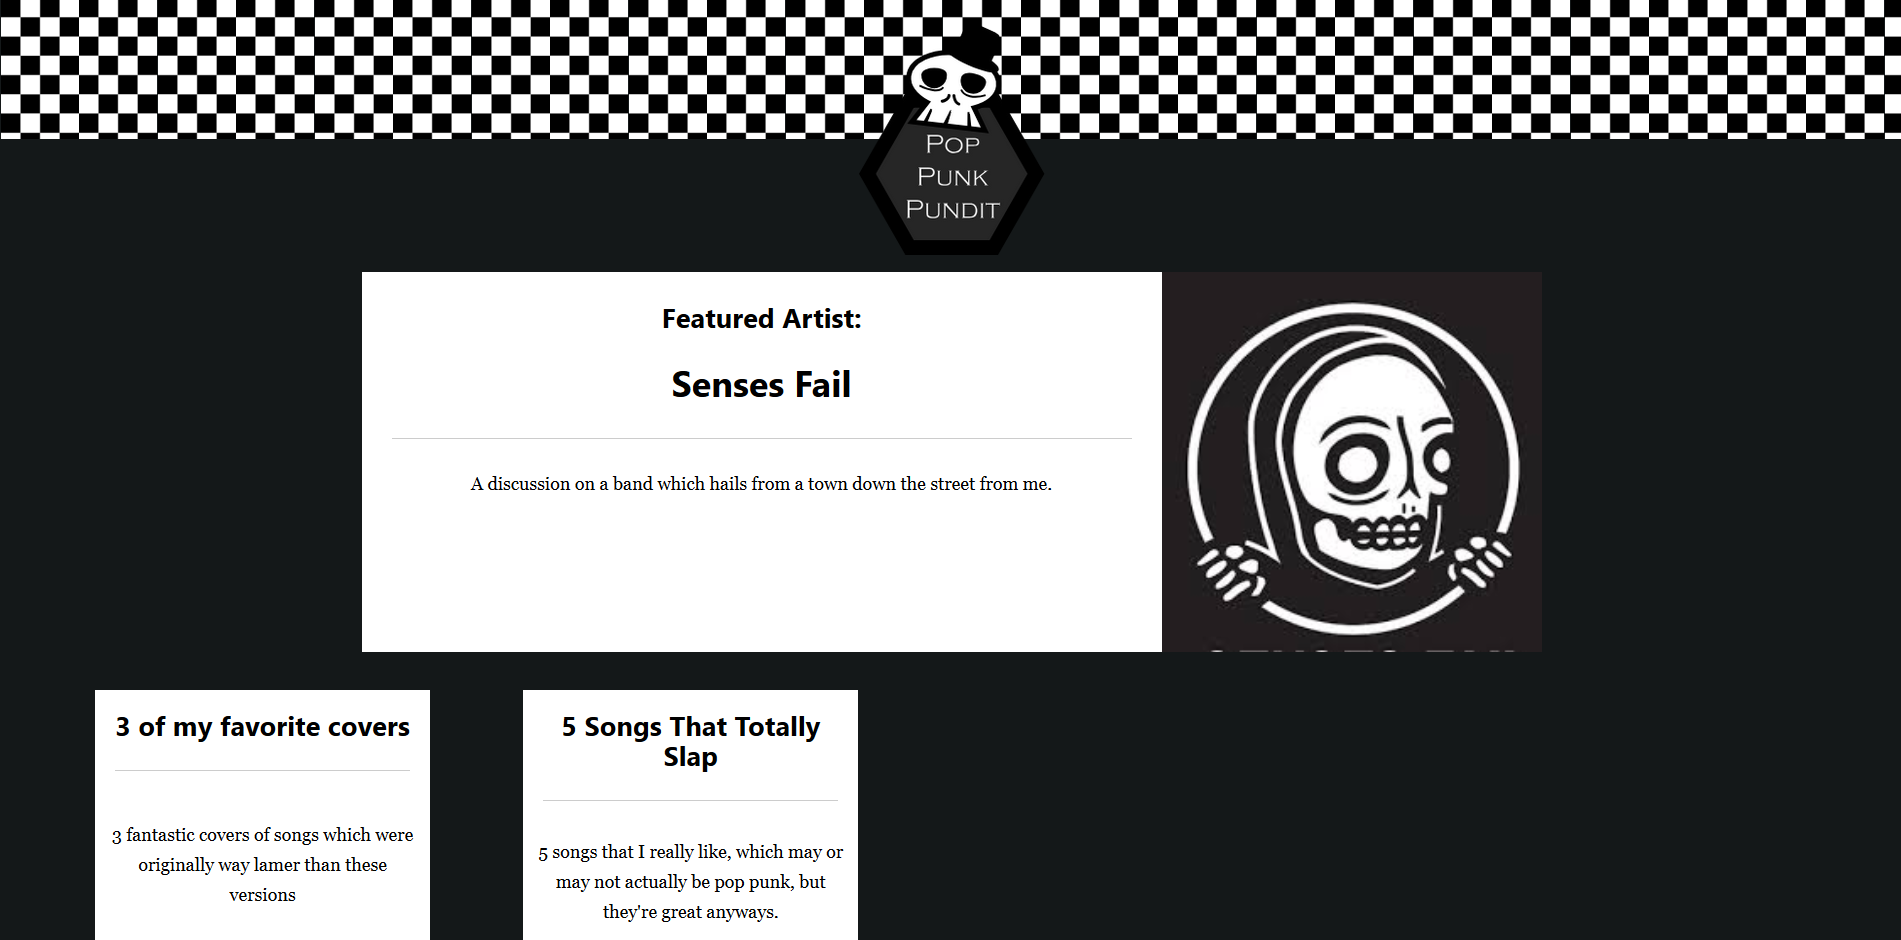 Pop
Punk
Pundit
Featured Artist:
Senses Fail
A discussion on a band which hails from a town down the street from me.
3 of my favorite covers
3 fantastic covers of songs which were
originally way lamer than these
versions
5 Songs That Totally
Slap
5 songs that I really like, which may or
may not actually be pop punk, but
they're great anyways.